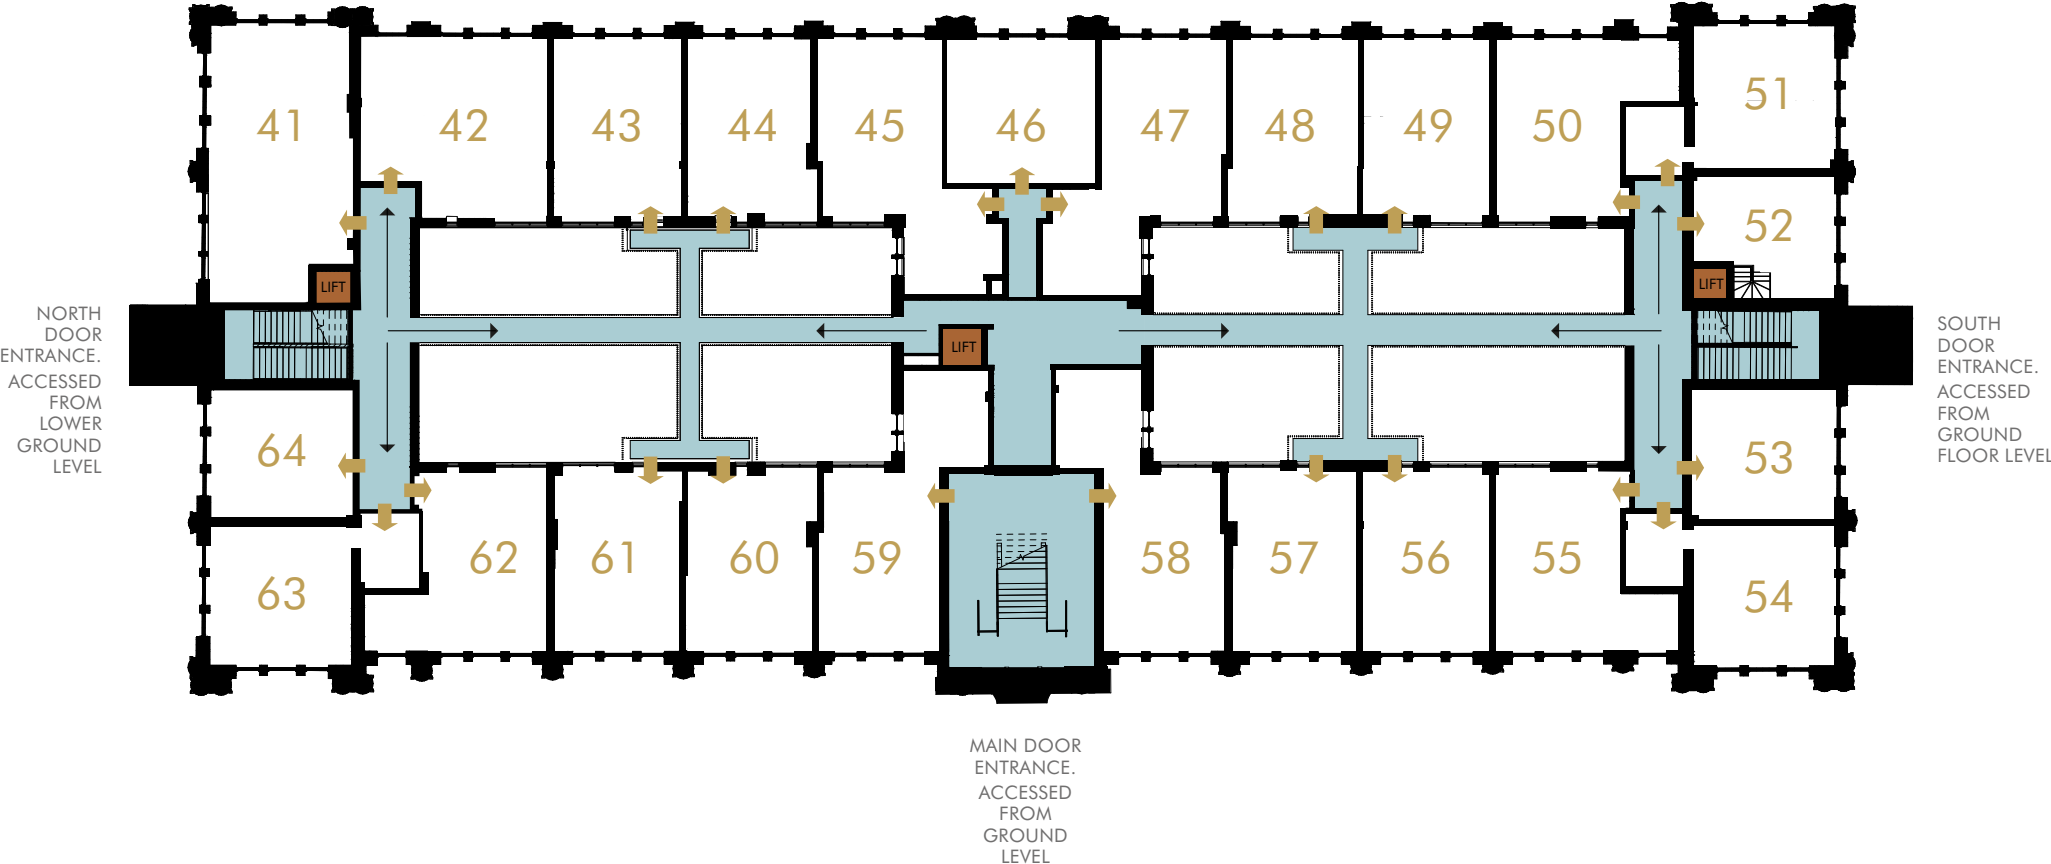 41
42
43
44
45
46
47
48
49
50
51
52
LIFT
LIFT
LIFT
NORTH
DOOR
ENTRANCE.
ACCESSED
FROM
LOWER
GROUND
LEVEL
SOUTH
DOOR
ENTRANCE.
ACCESSED
FROM
GROUND
FLOOR LEVEL
64
53
63
62
61
60
59
58
57
56
55
54
MAIN DOOR
ENTRANCE.
ACCESSED
FROM
GROUND
LEVEL